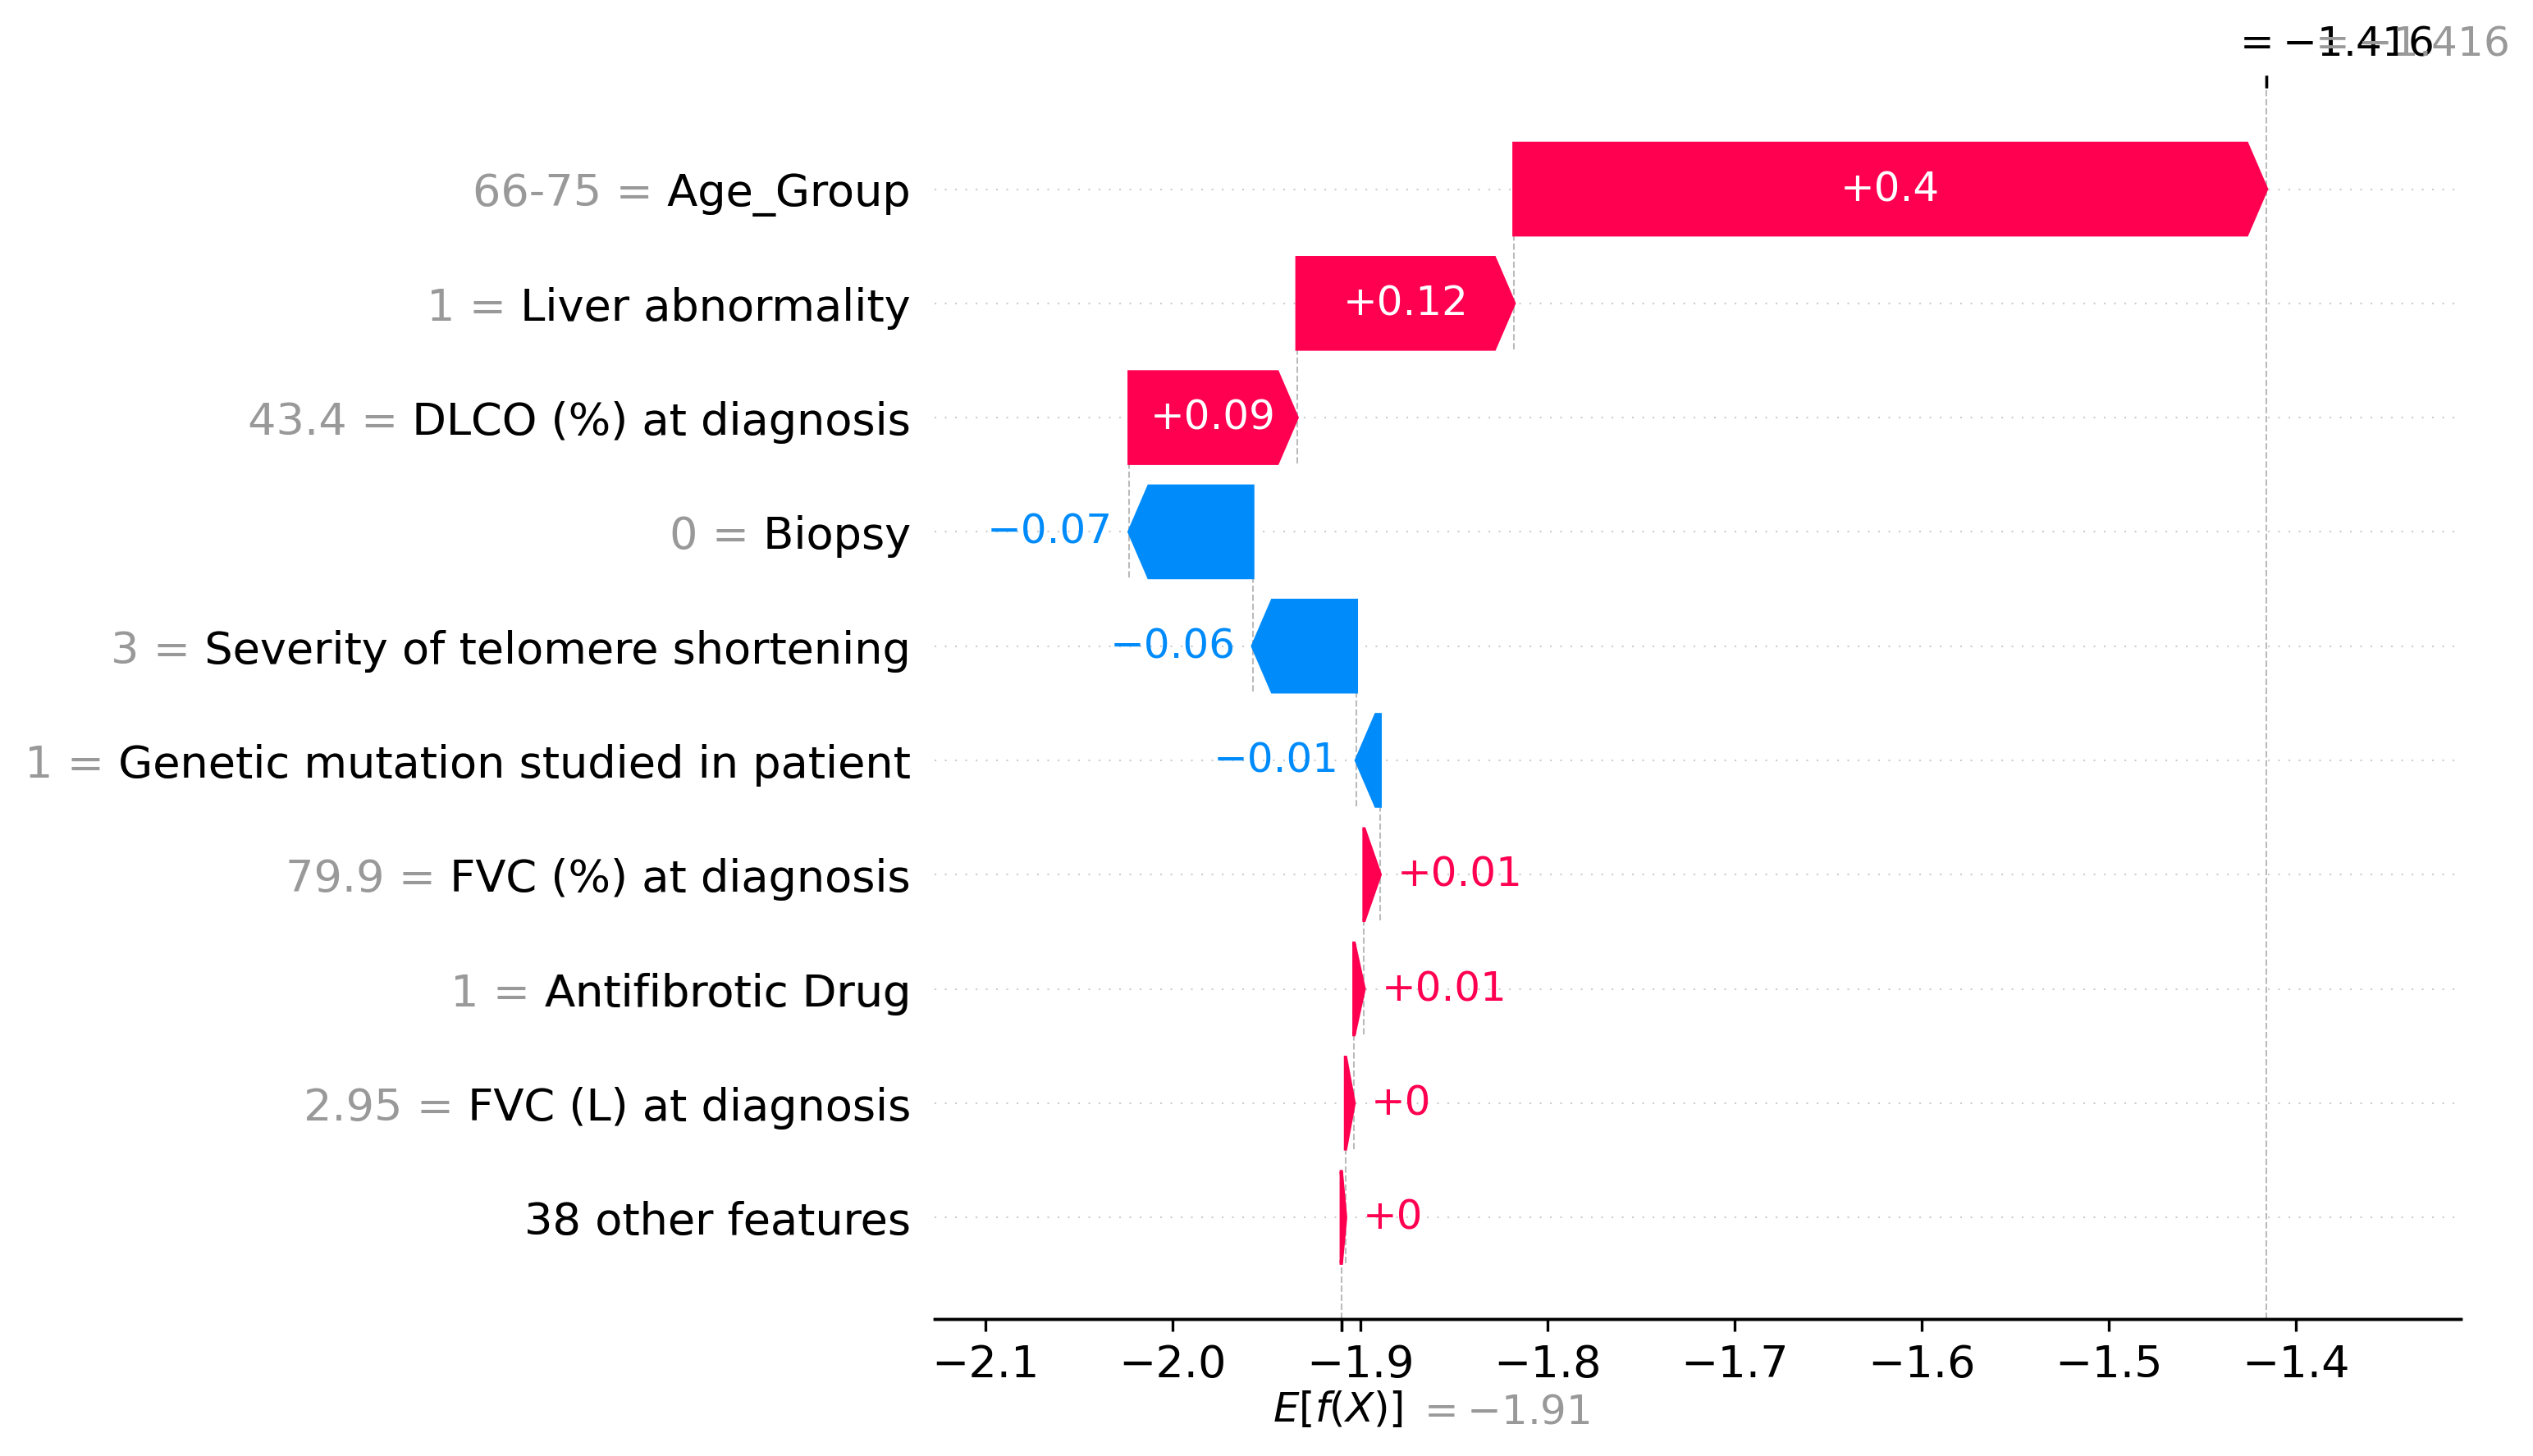 = −1.416 = −1.416
66-75 = Age_Group
+0.4
1 = Liver abnormality
+0.12
43.4 = DLCO (%) at diagnosis
+0.09
0 = Biopsy
−0.07
3 = Severity of telomere shortening
−0.06
1 = Genetic mutation studied in patient
−0.01
79.9 = FVC (%) at diagnosis
+0.01
1 = Antifibrotic Drug
+0.01
2.95 = FVC (L) at diagnosis
+0
38 other features
+0
−2.1 −2.0 −1.9 −1.8 −1.7 −1.6 −1.5 −1.4
E[f(X)] = −1.91